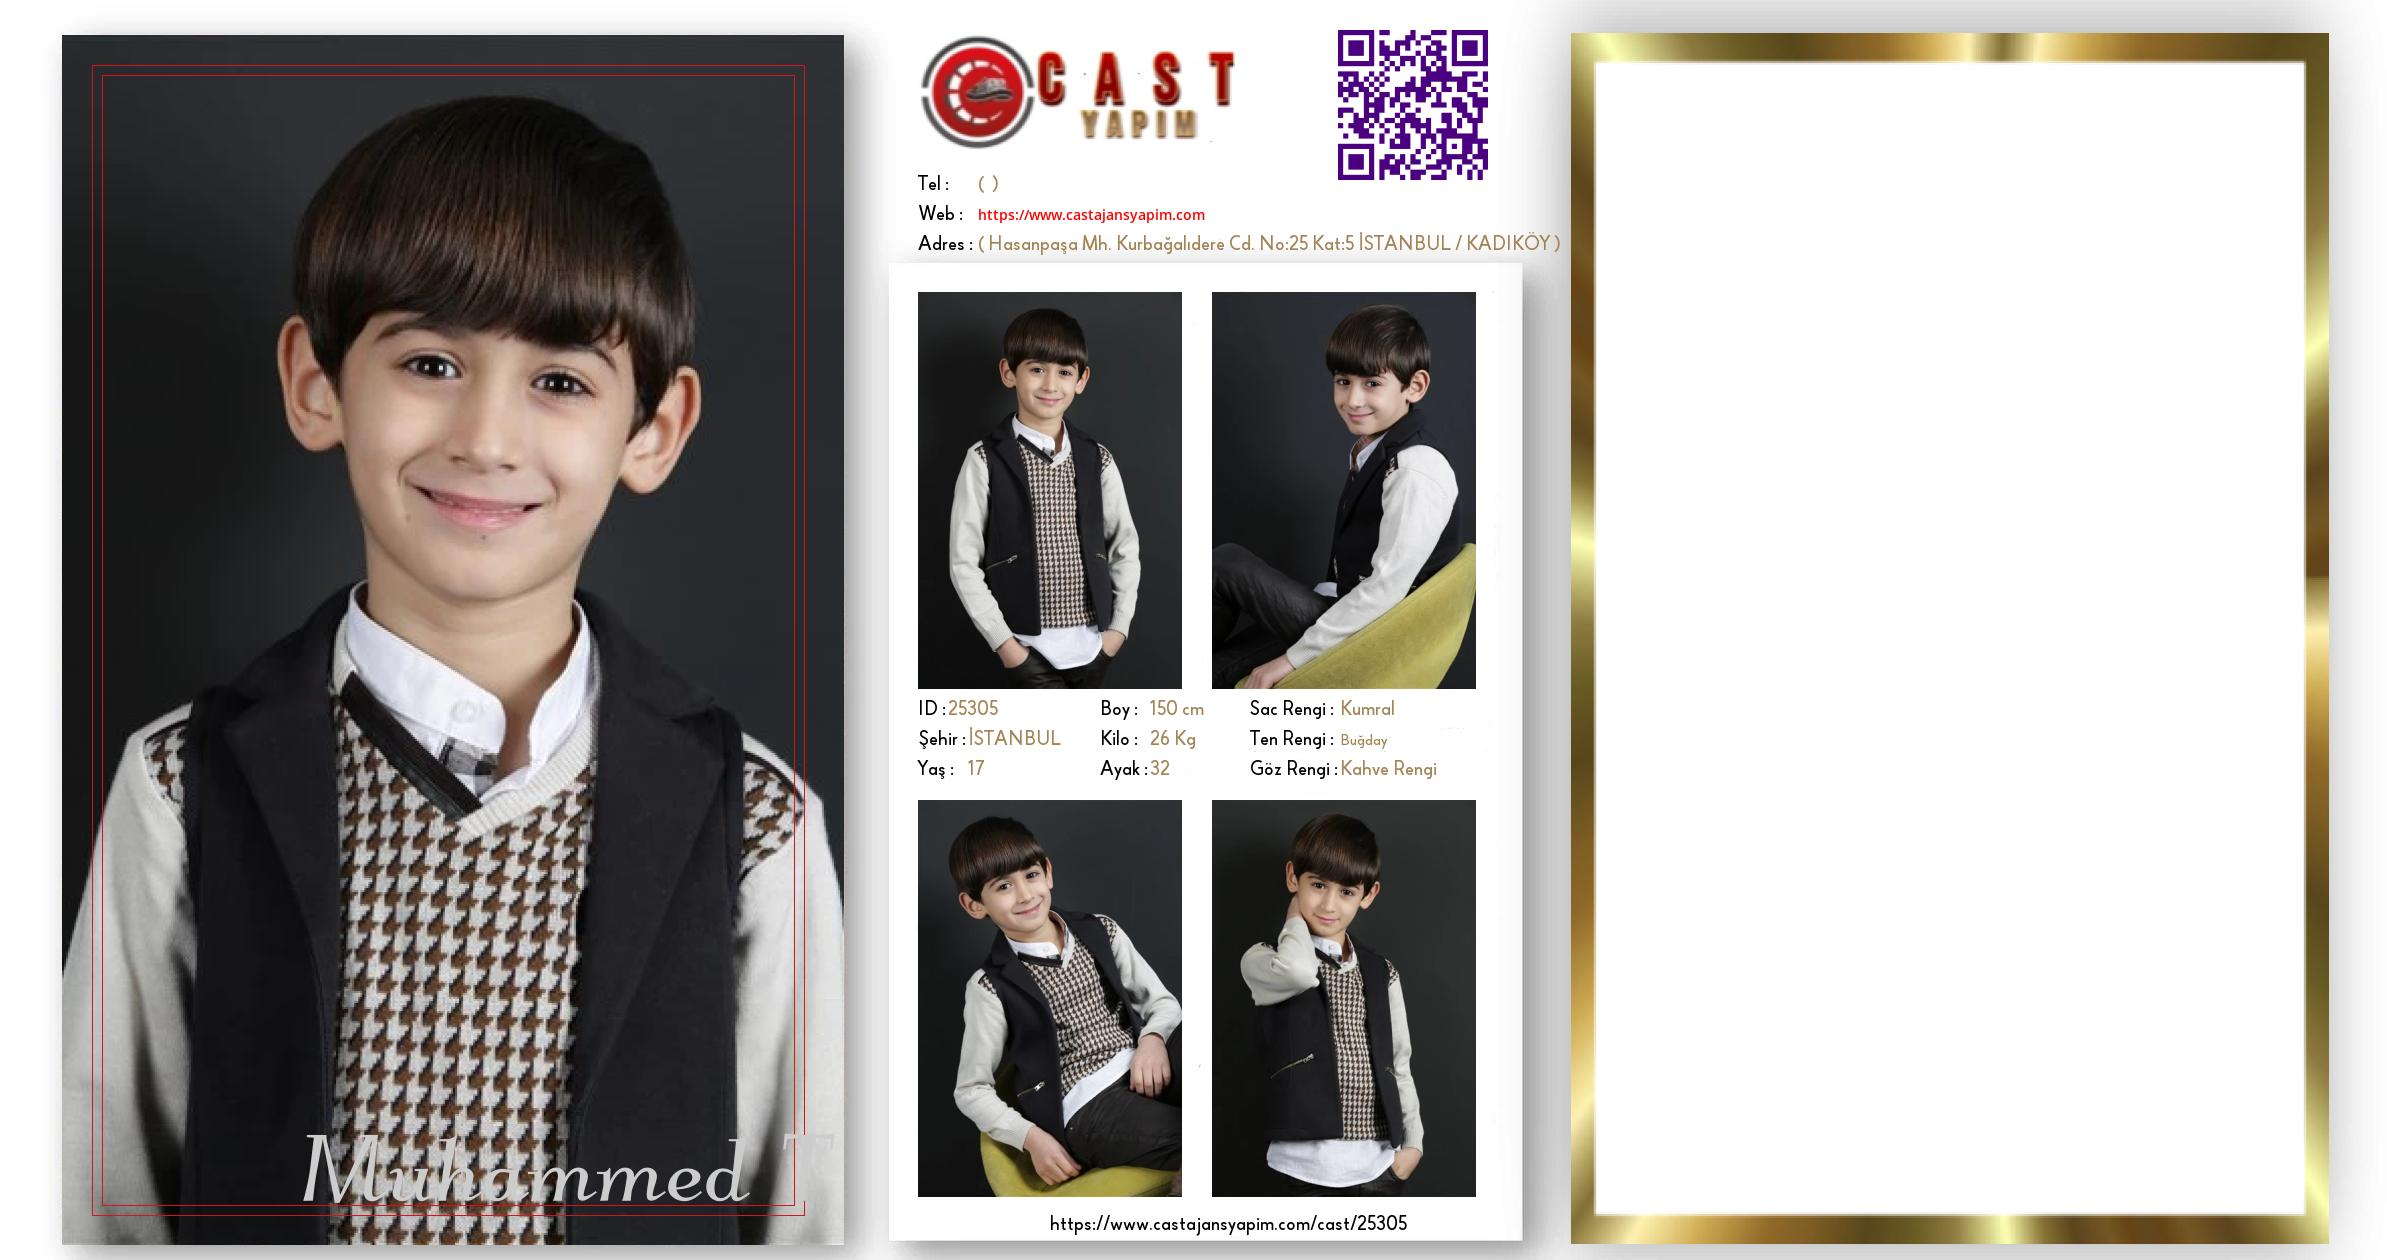 Muhammed T
CAST
YAPIM
Tel : ( )
Web : https://www.castajansyapim.com
Adres : ( Hasanpaşa Mh. Kurbağalıdere Cd. No:25 Kat:5 İSTANBUL / KADIKÖY )
ID : 25305 Boy : 150 cm Sac Rengi : Kumral
Şehir : İSTANBUL Kilo : 26 Kg Ten Rengi : Buğday
Yaş : 17 Ayak : 32 Göz Rengi : Kahve Rengi
https://www.castajansyapim.com/cast/25305